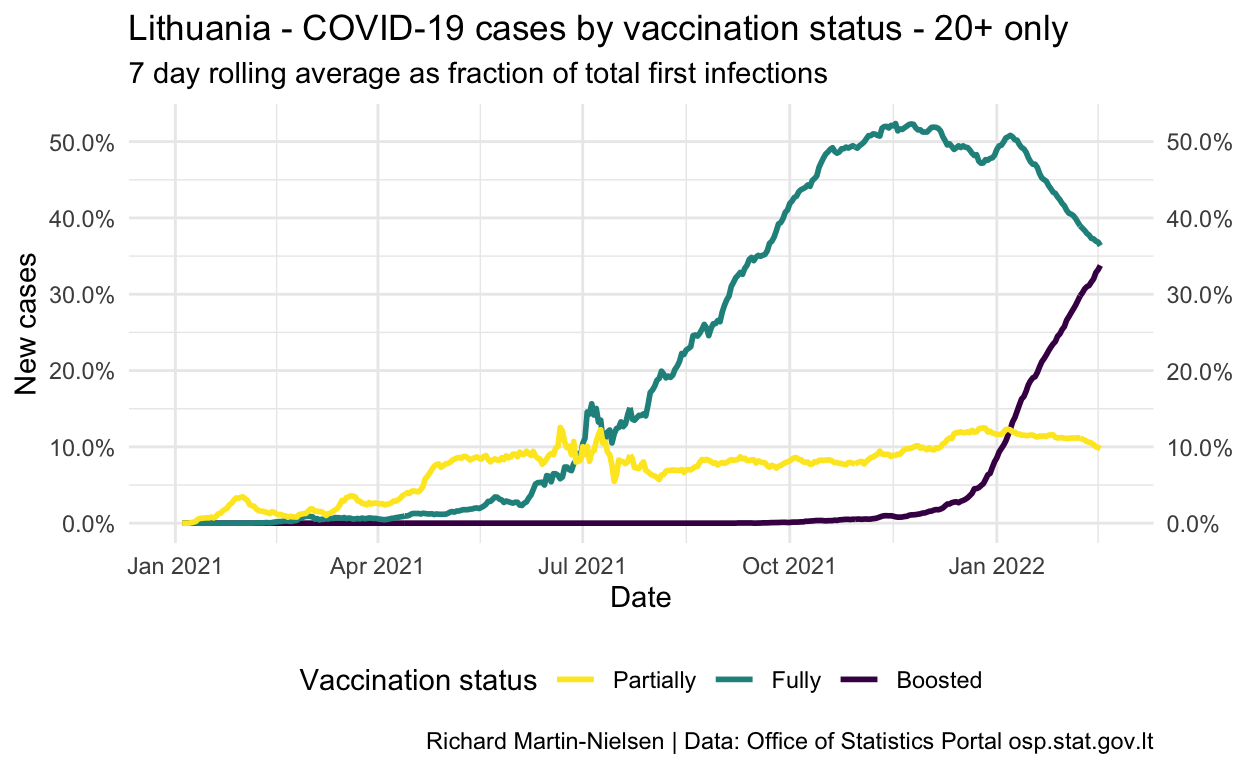 Lithuania - COVID-19 cases by vaccination status - 20+ only
7 day rolling average as fraction of total first infections
New cases
50.0%
40.0%
30.0%
20.0%
10.0%
0.0%
50.0%
40.0%
30.0%
20.0%
10.0%
0.0%
Jan 2021 Apr 2021 Jul 2021 Oct 2021 Jan 2022
Date
Vaccination status Partially Fully Boosted
Richard Martin-Nielsen | Data: Office of Statistics Portal osp.stat.gov.lt